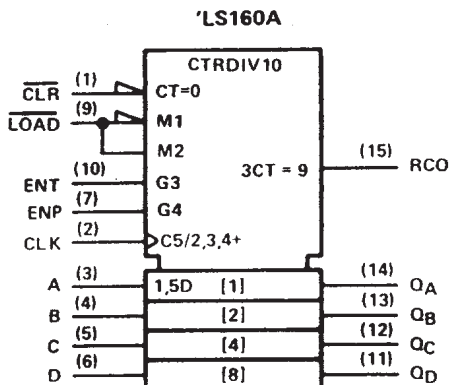 'LS160A
CTRDIV10
CLR (1) CT=0
LOAD (9) M1
M2
3CT = 9 (15) RCO
ENT (10) G3
ENP (7) G4
CLK (2) C5/2,3,4+
A (3) 1,5D [1] (14) QA
B (4) [2] (13) QB
C (5) [4] (12) QC
D (6) [8] (11) QD